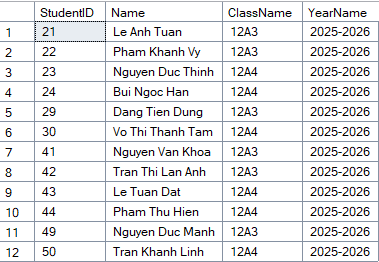 StudentID Name ClassName YearName
1 21 Le Anh Tuan 12A3 2025-2026
2 22 Pham Khanh Vy 12A3 2025-2026
3 23 Nguyen Duc Thinh 12A4 2025-2026
4 24 Bui Ngoc Han 12A4 2025-2026
5 29 Dang Tien Dung 12A3 2025-2026
6 30 Vo Thi Thanh Tam 12A4 2025-2026
7 41 Nguyen Van Khoa 12A3 2025-2026
8 42 Tran Thi Lan Anh 12A3 2025-2026
9 43 Le Tuan Dat 12A4 2025-2026
10 44 Pham Thu Hien 12A4 2025-2026
11 49 Nguyen Duc Manh 12A3 2025-2026
12 50 Tran Khanh Linh 12A4 2025-2026